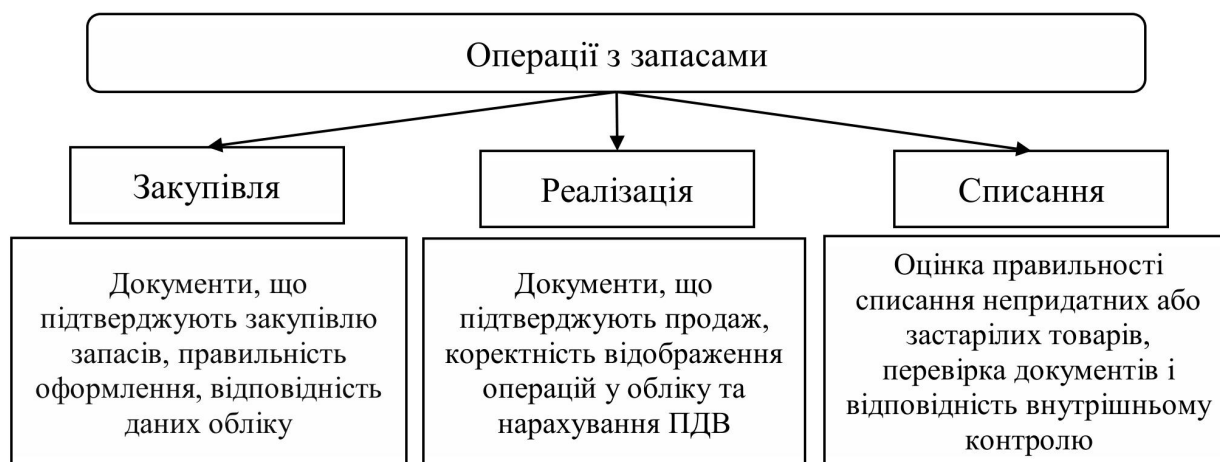 Операції з запасами
Закупівля
Реалізація
Списання
Документи, що
підтверджують закупівлю
запасів, правильність
оформлення, відповідність
даних обліку
Документи, що
підтверджують продаж,
коректність відображення
операцій у обліку та
нарахування ПДВ
Оцінка правильності
списання непридатних або
застарілих товарів,
перевірка документів і
відповідність внутрішньому
контролю